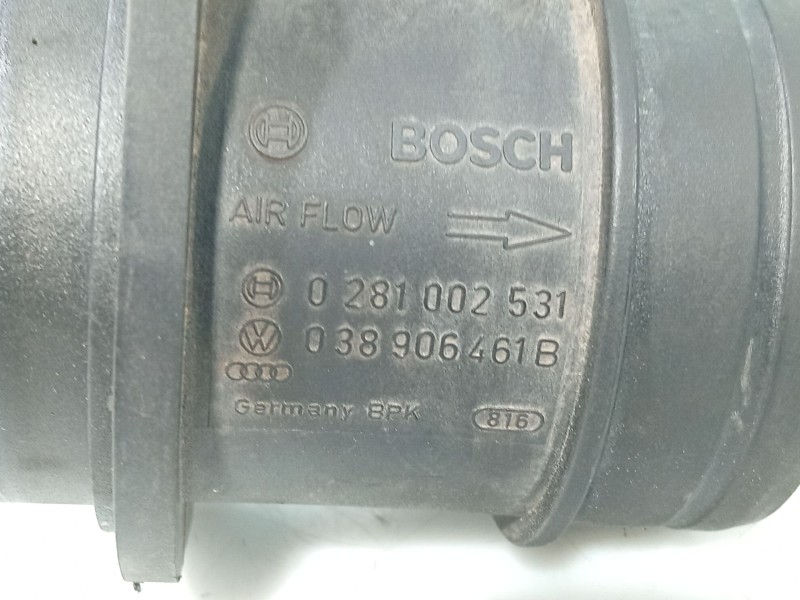 BOSCH
AIR FLOW
0 281 002 531
038 906 461 B
Germany BPK 816